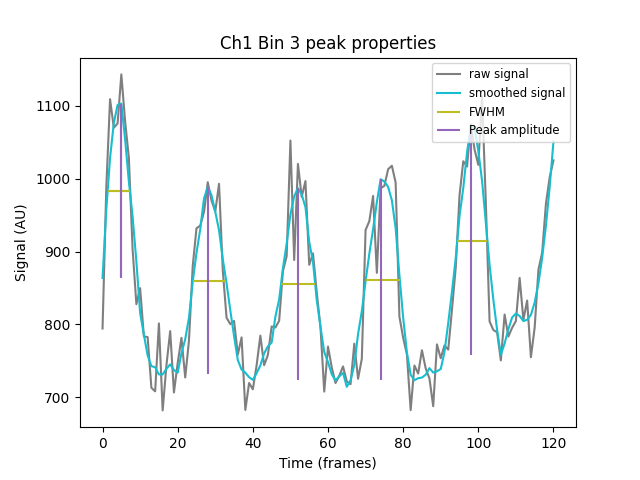 Ch1 Bin 3 peak properties
raw signal
smoothed signal
FWHM
Peak amplitude
1100
1000
900
800
700
Signal (AU)
0 20 40 60 80 100 120
Time (frames)